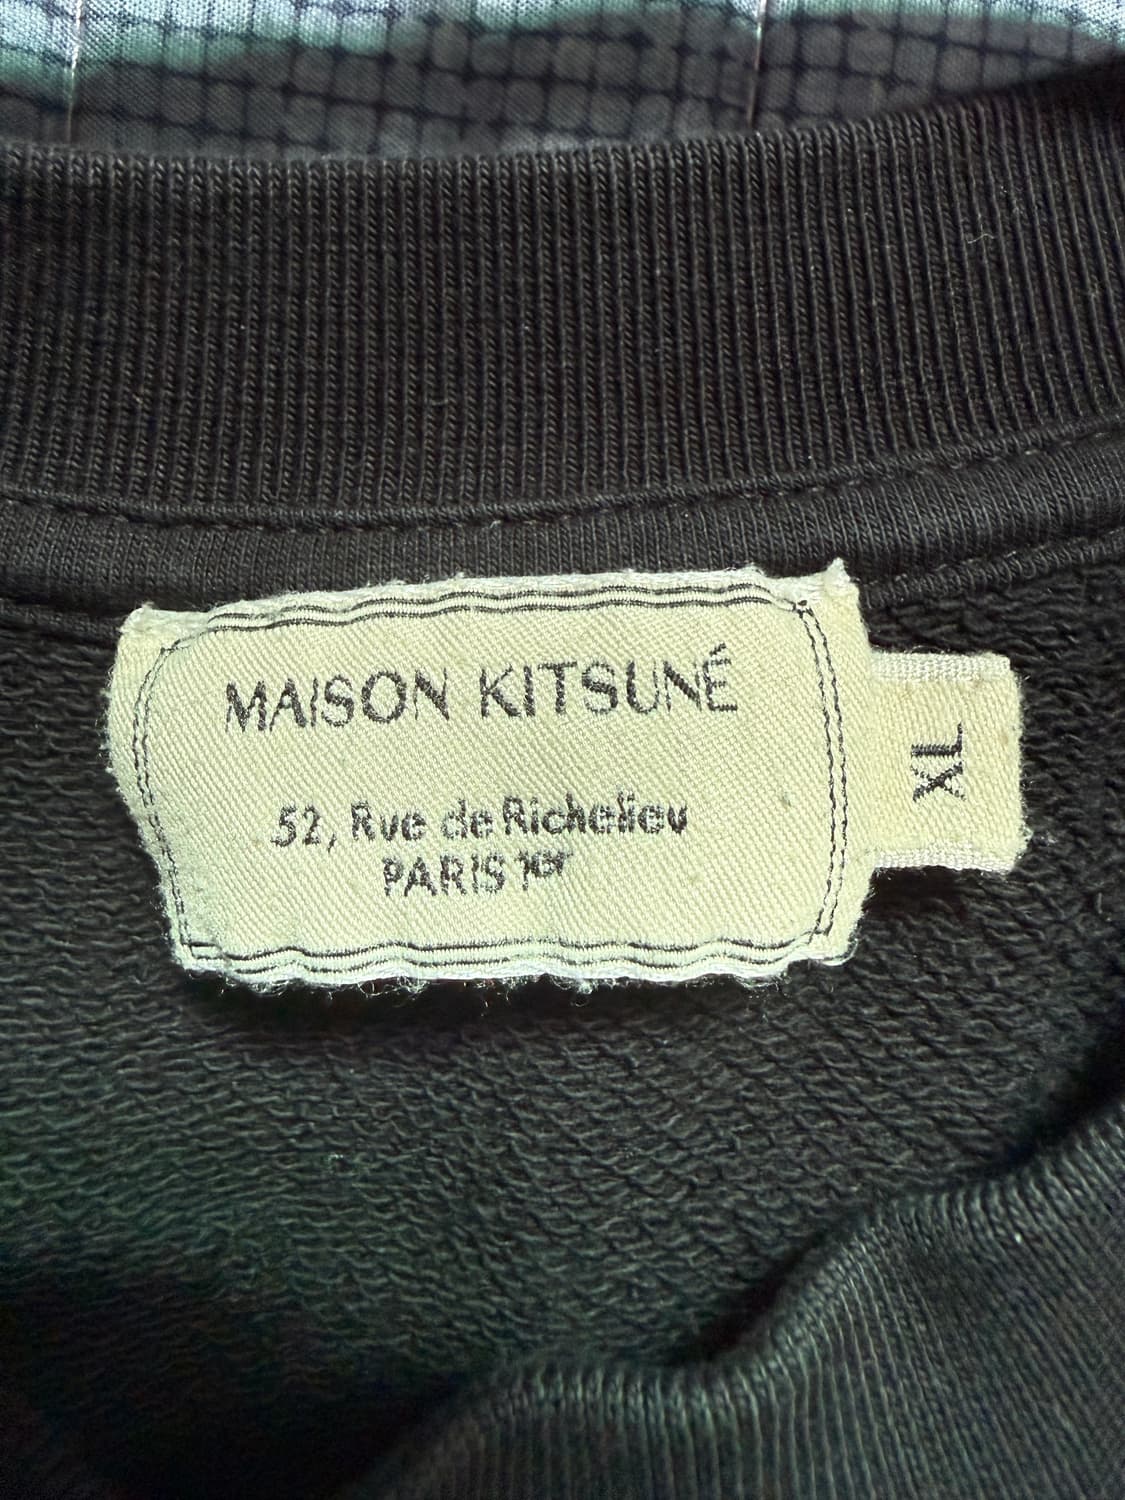 MAISON KITSUNÉ
52, Rue de Richelieu
PARIS 1er
XL